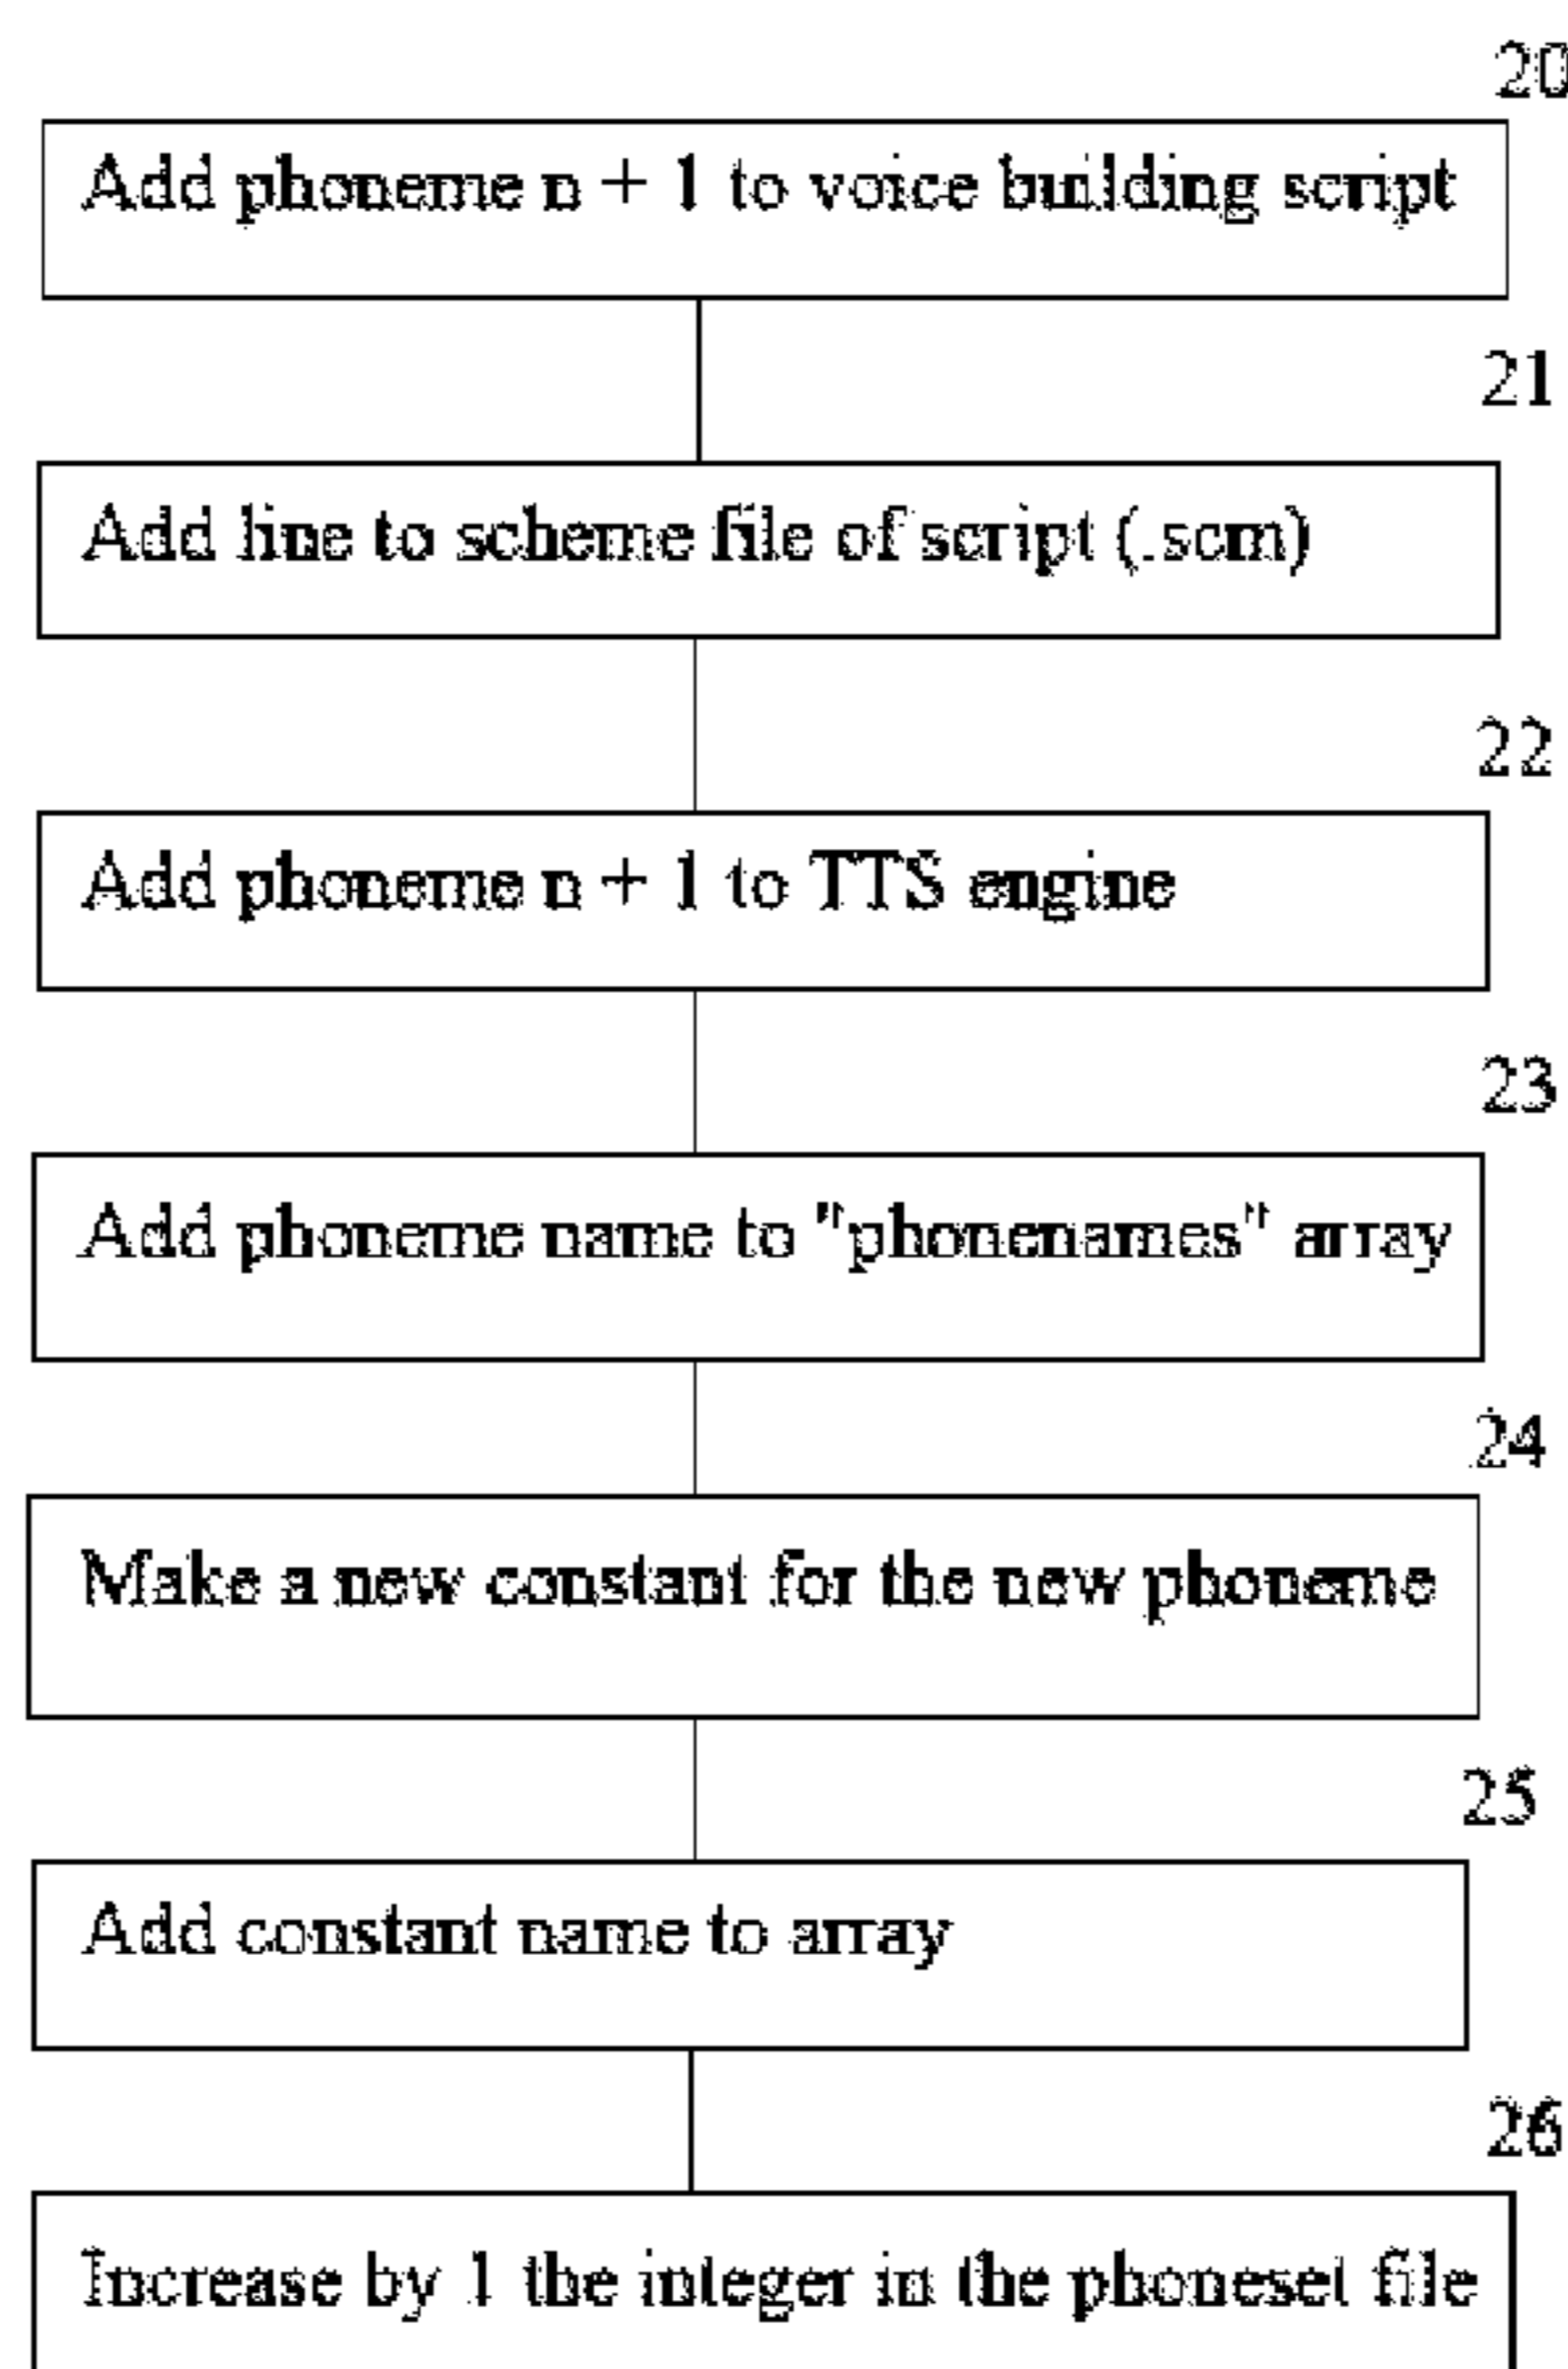 20
Add phoneme n + 1 to voice building script
21
Add line to scheme file of script (.scm)
22
Add phoneme n + 1 to TTS engine
23
Add phoneme name to "phonenames" array
24
Make a new constant for the new phoneme
25
Add constant name to array
26
Increase by 1 the integer in the phoneset file